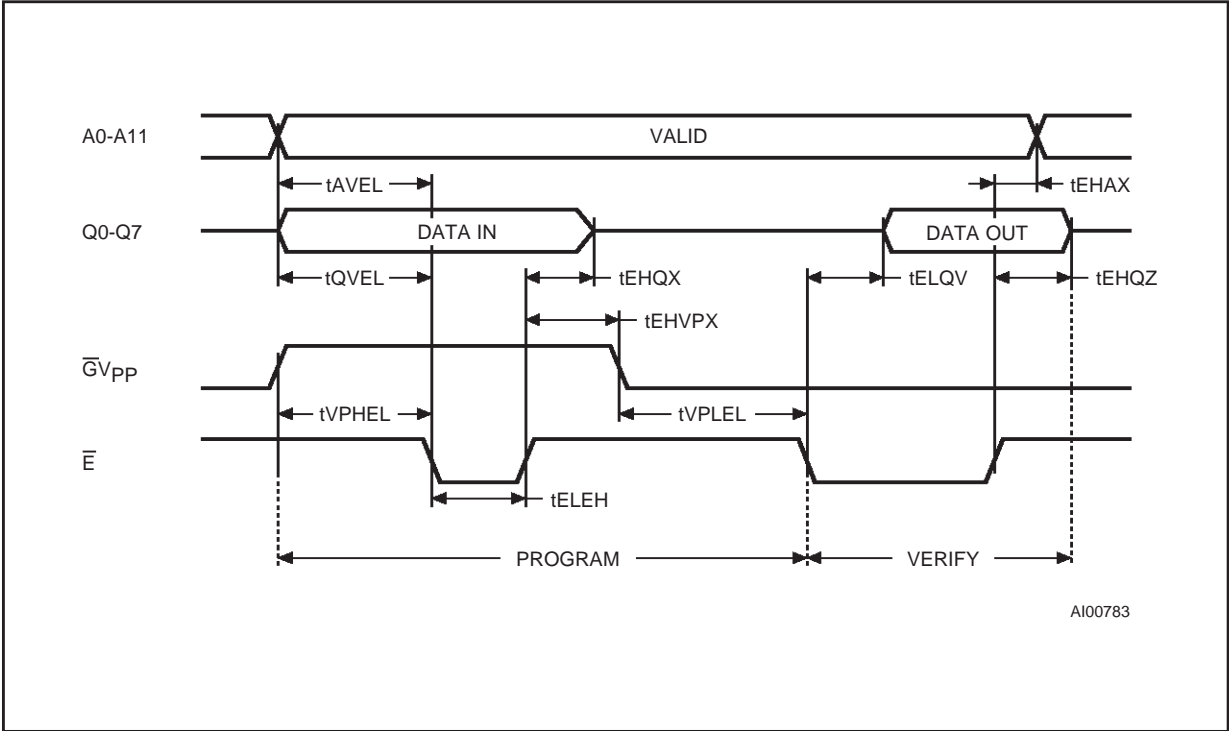 A0-A11
VALID
tAVEL
tEHAX
Q0-Q7
DATA IN
DATA OUT
tQVEL
tEHQX
tELQV
tEHQZ
tEHVPX
G̅VPP
tVPHEL
tVPLEL
E̅
tELEH
PROGRAM
VERIFY
AI00783